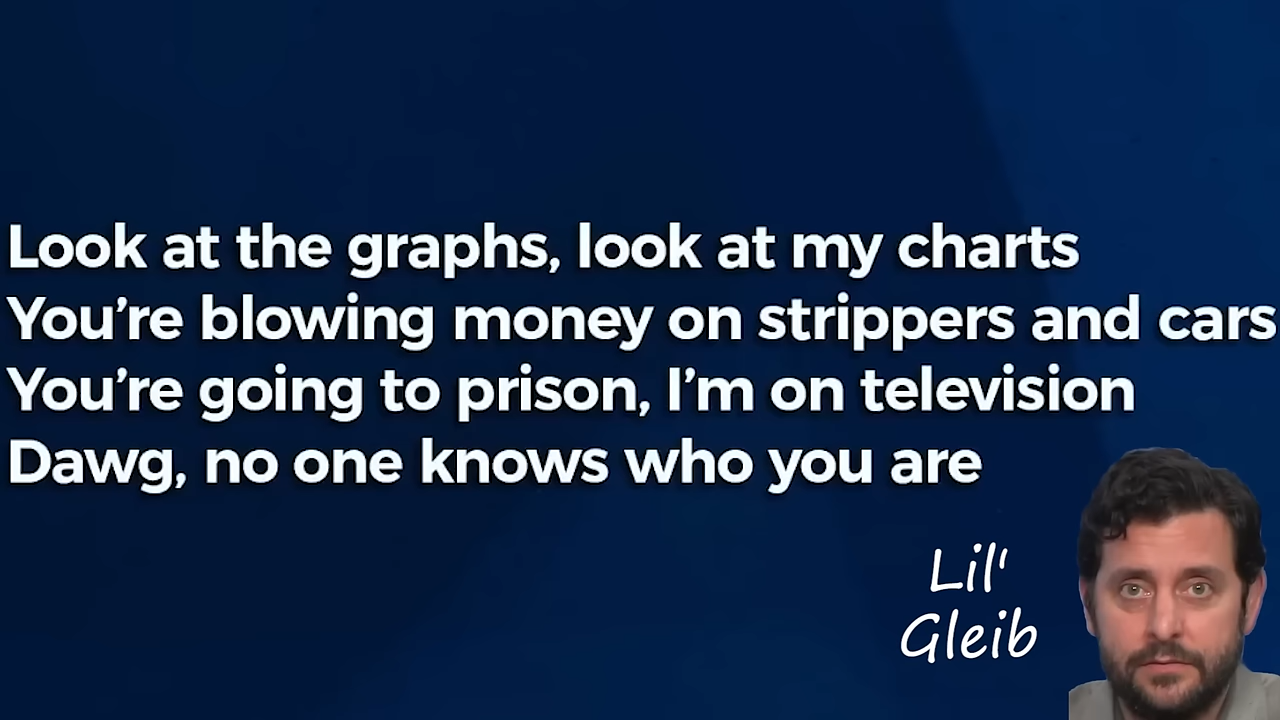 Look at the graphs, look at my charts
You’re blowing money on strippers and cars
You’re going to prison, I’m on television
Dawg, no one knows who you are
Lil'
Gleib